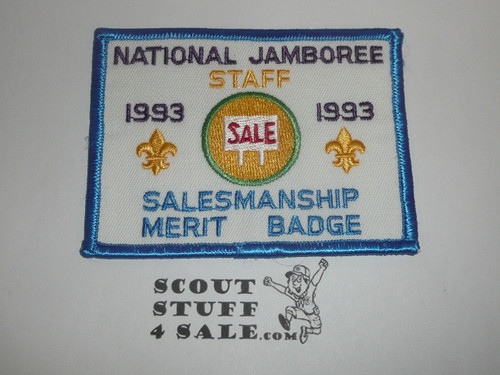 NATIONAL JAMBOREE
STAFF
1993 1993
SALE
SALESMANSHIP
MERIT BADGE
SCOUT
STUFF
4 SALE.com